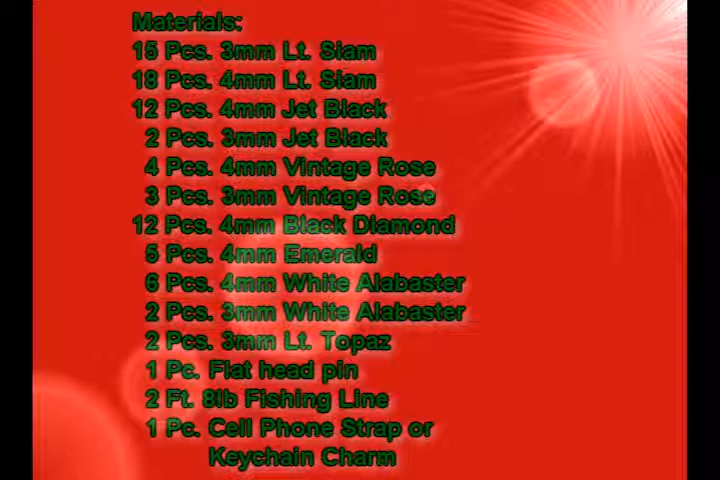 Materials:
15 Pcs. 3mm Lt. Siam
18 Pcs. 4mm Lt. Siam
12 Pcs. 4mm Jet Black
2 Pcs. 3mm Jet Black
4 Pcs. 4mm Vintage Rose
3 Pcs. 3mm Vintage Rose
12 Pcs. 4mm Black Diamond
5 Pcs. 4mm Emerald
6 Pcs. 4mm White Alabaster
2 Pcs. 3mm White Alabaster
2 Pcs. 3mm Lt. Topaz
1 Pc. Flat head pin
2 Ft. 8lb Fishing Line
1 Pc. Cell Phone Strap or
Keychain Charm